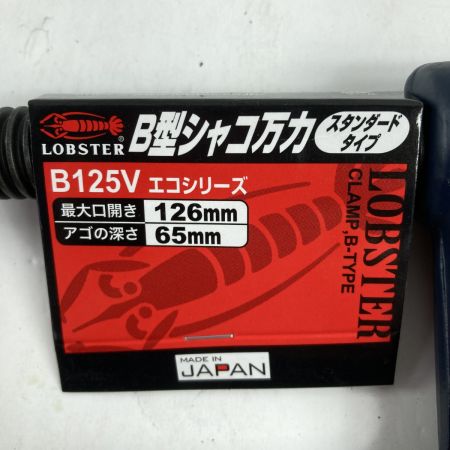 LOBSTER
B型シャコ万力
スタンダード
タイプ
B125V エコシリーズ
最大口開き 126mm
アゴの深さ 65mm
LOBSTER
CLAMP, B-TYPE
MADE IN
JAPAN